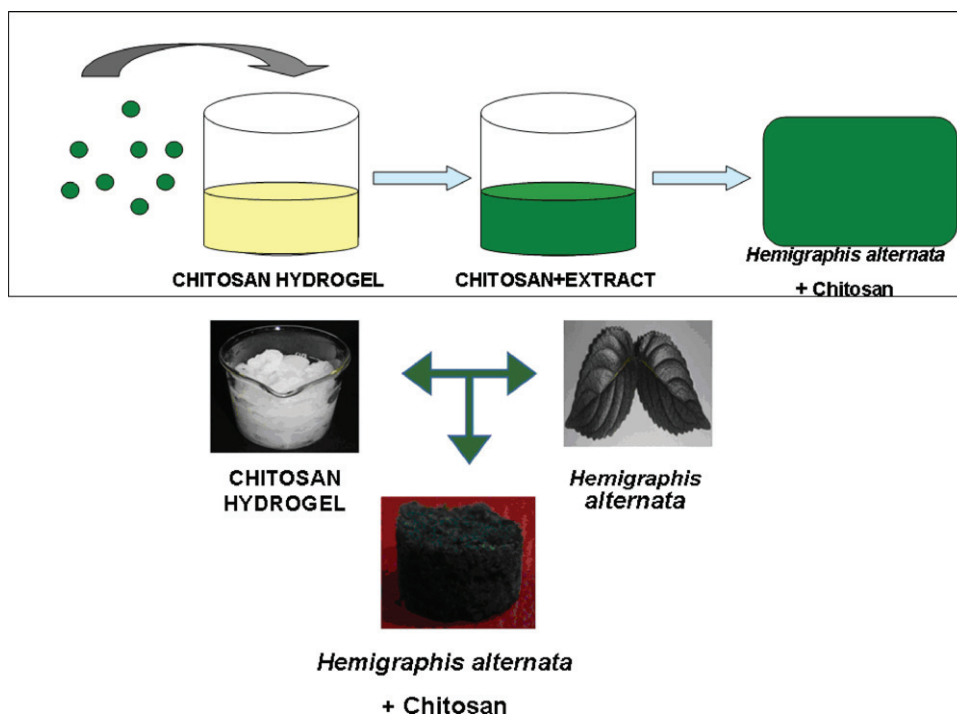 CHITOSAN HYDROGEL
CHITOSAN+EXTRACT
Hemigraphis alternata
+ Chitosan
CHITOSAN
HYDROGEL
Hemigraphis
alternata
Hemigraphis alternata
+ Chitosan